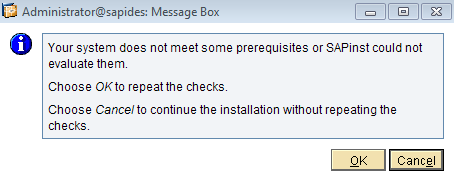 Administrator@sapides: Message Box
Your system does not meet some prerequisites or SAPinst could not
evaluate them.
Choose OK to repeat the checks.
Choose Cancel to continue the installation without repeating the
checks.
OK
Cancel